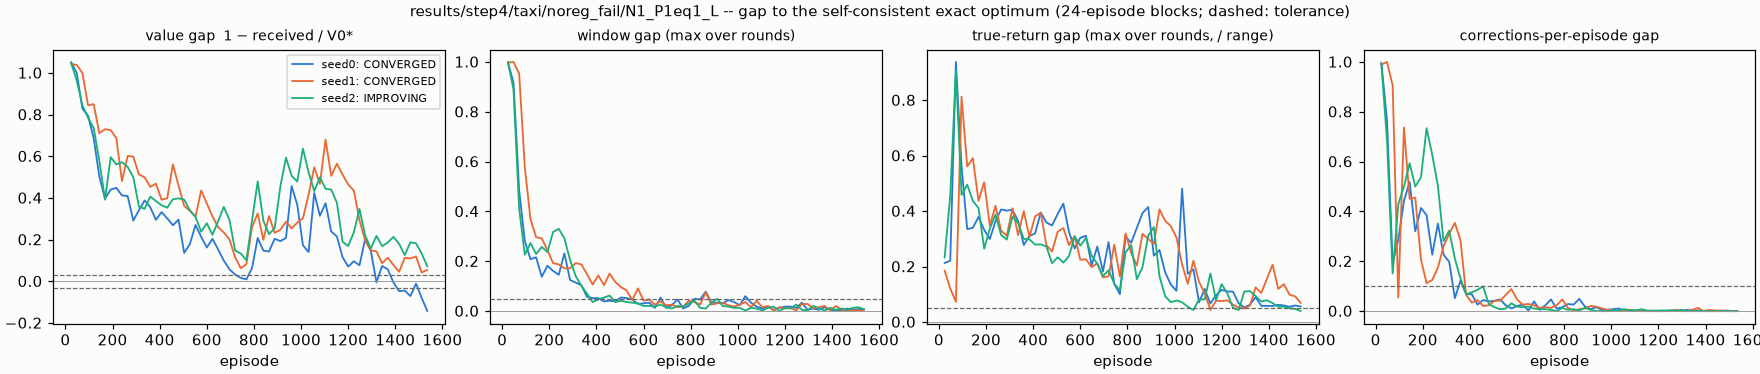 results/step4/taxi/noreg_fail/N1_P1eq1_L -- gap to the self-consistent exact optimum (24-episode blocks; dashed: tolerance)
value gap 1 − received / V0*
1.0
0.8
0.6
0.4
0.2
0.0
−0.2
seed0: CONVERGED
seed1: CONVERGED
seed2: IMPROVING
0 200 400 600 800 1000 1200 1400 1600
episode
window gap (max over rounds)
1.0
0.8
0.6
0.4
0.2
0.0
0 200 400 600 800 1000 1200 1400 1600
episode
true-return gap (max over rounds, / range)
0.8
0.6
0.4
0.2
0.0
0 200 400 600 800 1000 1200 1400 1600
episode
corrections-per-episode gap
1.0
0.8
0.6
0.4
0.2
0.0
0 200 400 600 800 1000 1200 1400 160
episode